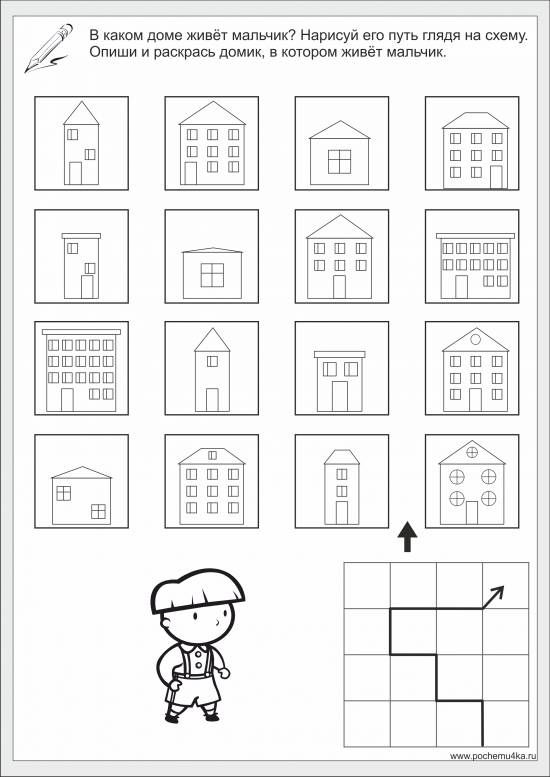 В каком доме живёт мальчик? Нарисуй его путь глядя на схему.
Опиши и раскрась домик, в котором живёт мальчик.
www.pochemu4ka.ru